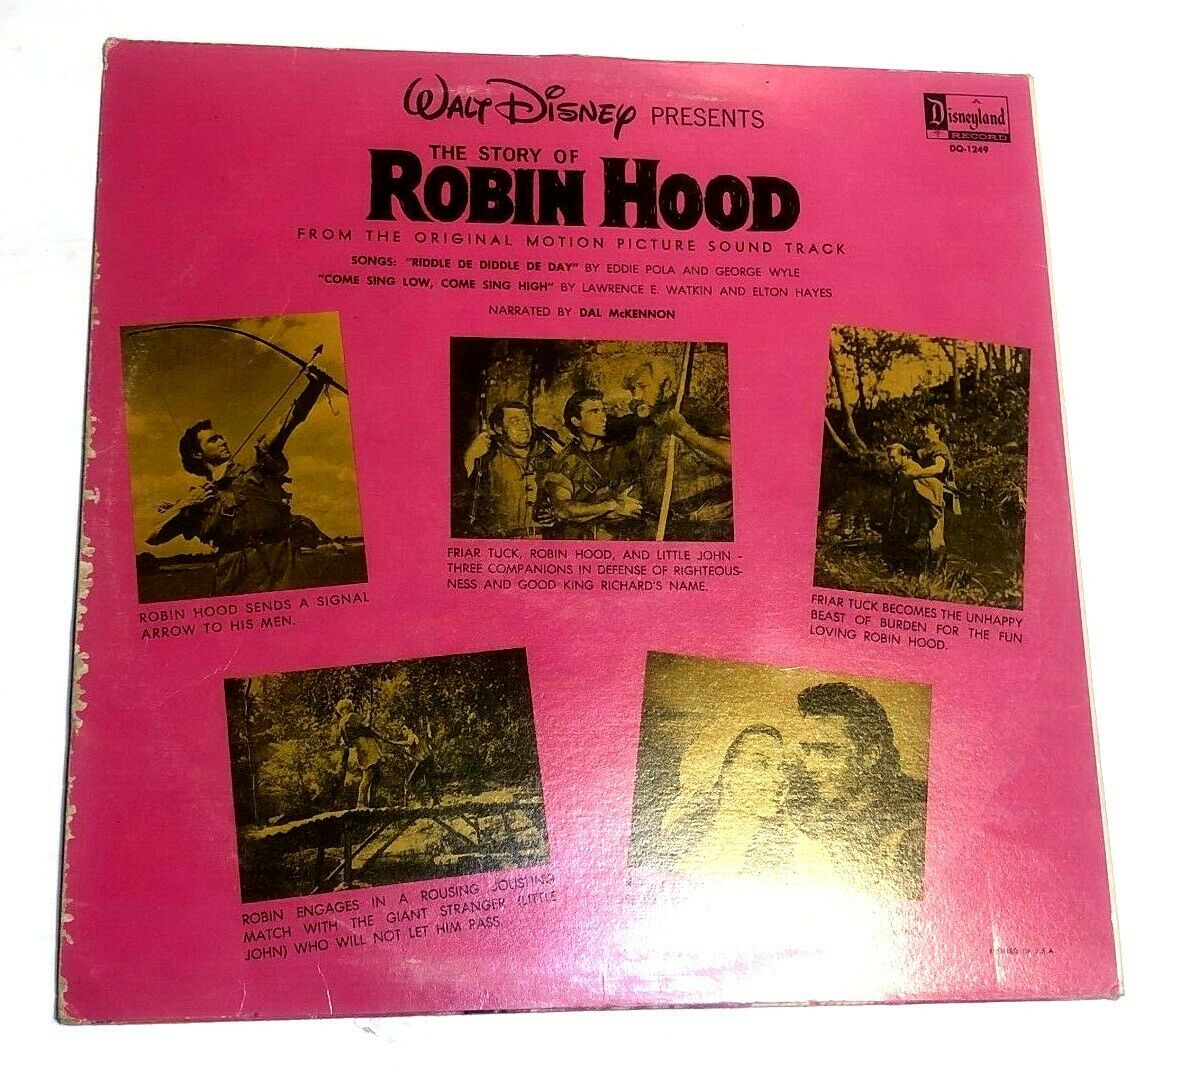 WALT DISNEY PRESENTS
Disneyland
RECORD
DQ-1249
THE STORY OF
ROBIN HOOD
FROM THE ORIGINAL MOTION PICTURE SOUND TRACK
SONGS: "RIDDLE DE DIDDLE DE DAY" BY EDDIE POLA AND GEORGE WYLE
"COME SING LOW, COME SING HIGH" BY LAWRENCE E. WATKIN AND ELTON HAYES
NARRATED BY DAL McKENNON
ROBIN HOOD SENDS A SIGNAL
ARROW TO HIS MEN.
FRIAR TUCK, ROBIN HOOD, AND LITTLE JOHN -
THREE COMPANIONS IN DEFENSE OF RIGHTEOUS-
NESS AND GOOD KING RICHARD'S NAME.
FRIAR TUCK BECOMES THE UNHAPPY
BEAST OF BURDEN FOR THE FUN
LOVING ROBIN HOOD.
ROBIN ENGAGES IN A ROUSING JOUSTING
MATCH WITH THE GIANT STRANGER (LITTLE
JOHN) WHO WILL NOT LET HIM PASS.
U.S.A.